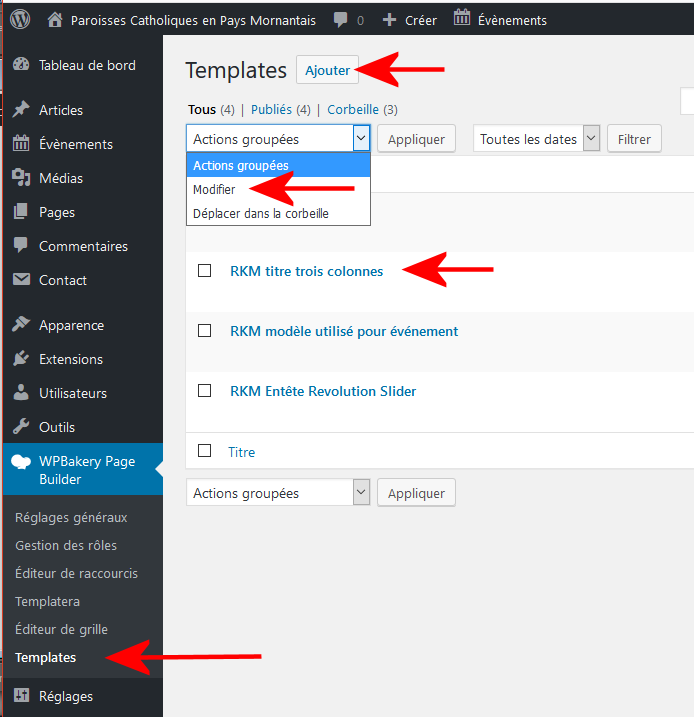 Paroisses Catholiques en Pays Mornantais 0 + Créer Évènements
Tableau de bord
Articles
Évènements
Médias
Pages
Commentaires
Contact
Apparence
Extensions
Utilisateurs
Outils
WPBakery Page
Builder
Réglages généraux
Gestion des rôles
Éditeur de raccourcis
Templatera
Éditeur de grille
Templates
Réglages
Templates Ajouter
Tous (4) | Publiés (4) | Corbeille (3)
Actions groupées Appliquer Toutes les dates Filtrer
Actions groupées
Modifier
Déplacer dans la corbeille
RKM titre trois colonnes
RKM modèle utilisé pour événement
RKM Entête Revolution Slider
Titre
Actions groupées Appliquer